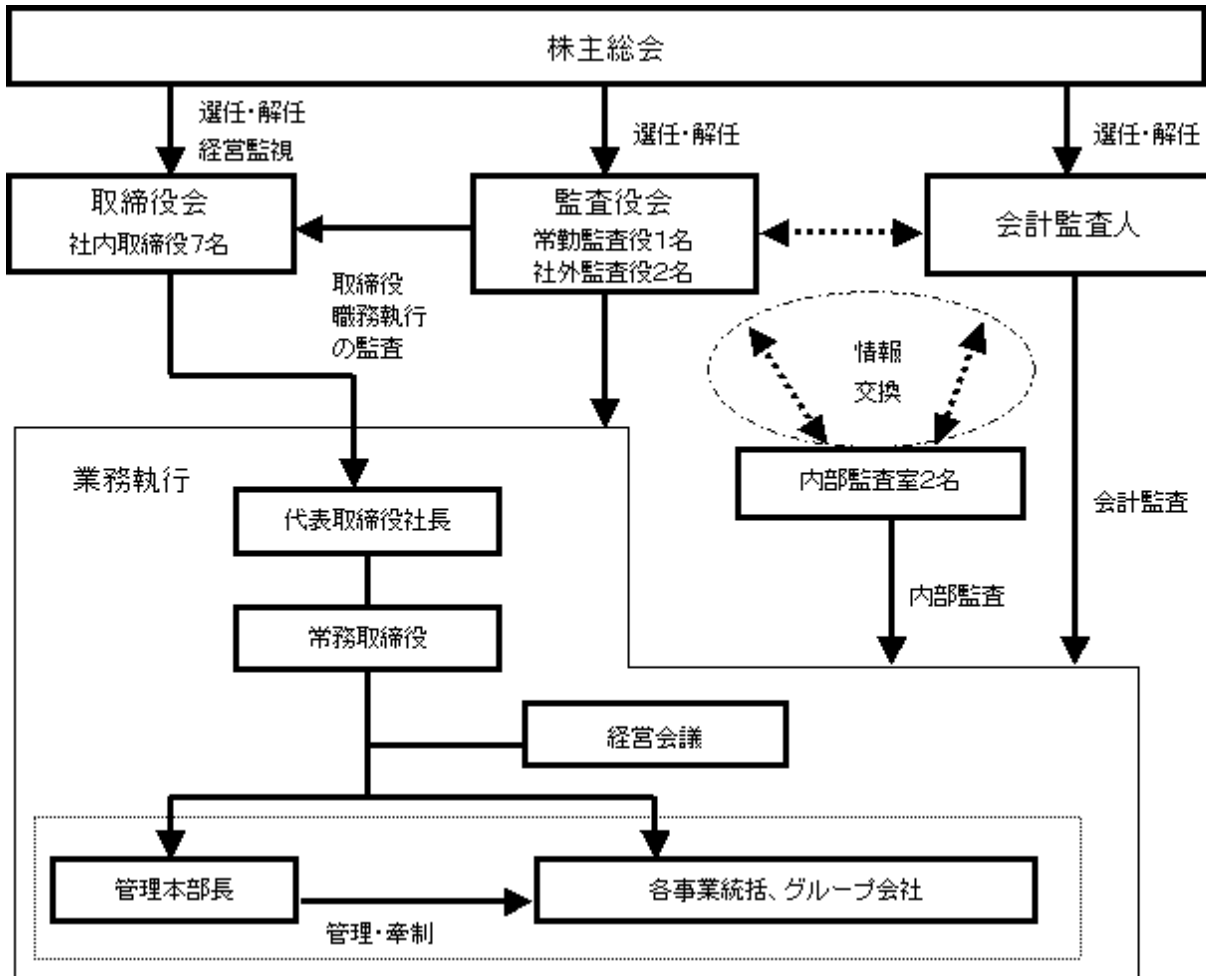 株主総会
選任・解任
経営監視
選任・解任
選任・解任
取締役会
社内取締役7名
監査役会
常勤監査役1名
社外監査役2名
会計監査人
取締役
職務執行
の監査
情報
交換
業務執行
内部監査室2名
代表取締役社長
会計監査
内部監査
常務取締役
経営会議
管理本部長
各事業統括、グループ会社
管理・牽制